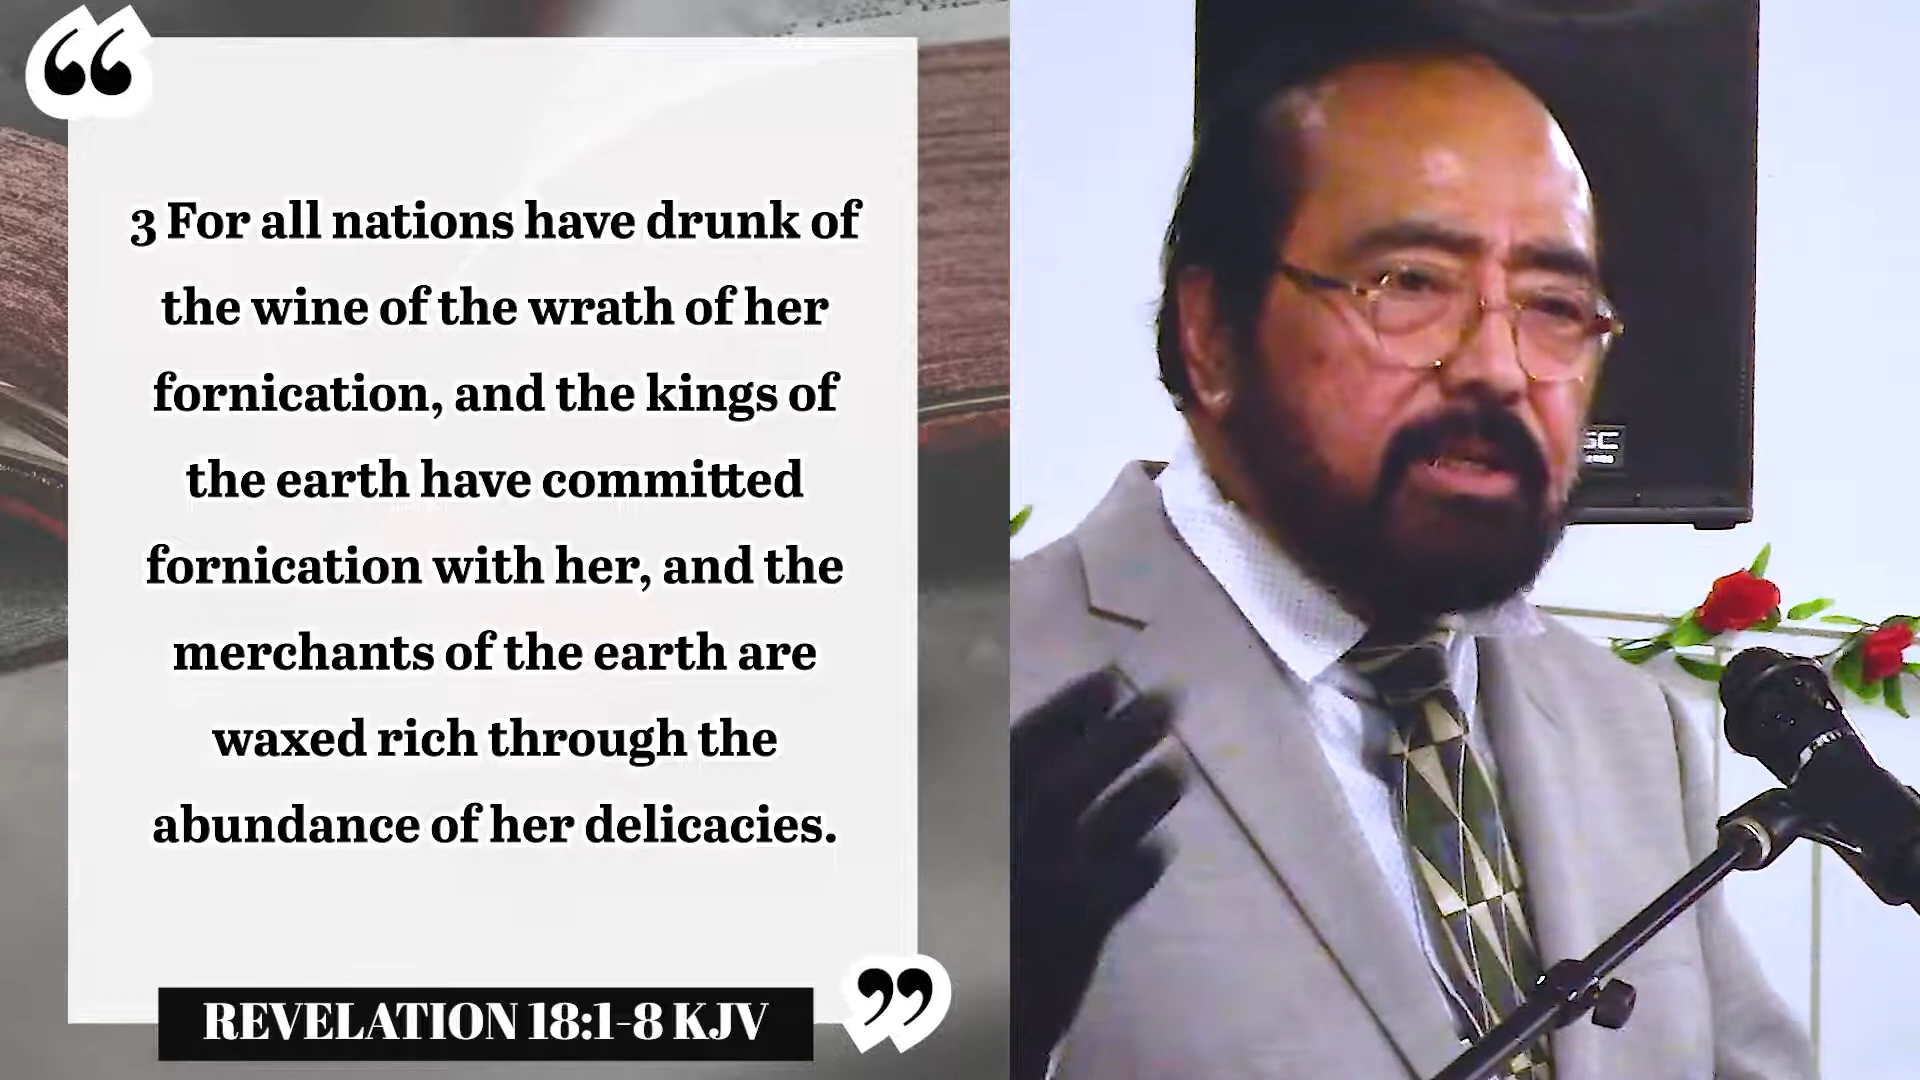 3 For all nations have drunk of
the wine of the wrath of her
fornication, and the kings of
the earth have committed
fornication with her, and the
merchants of the earth are
waxed rich through the
abundance of her delicacies.
REVELATION 18:1-8 KJV